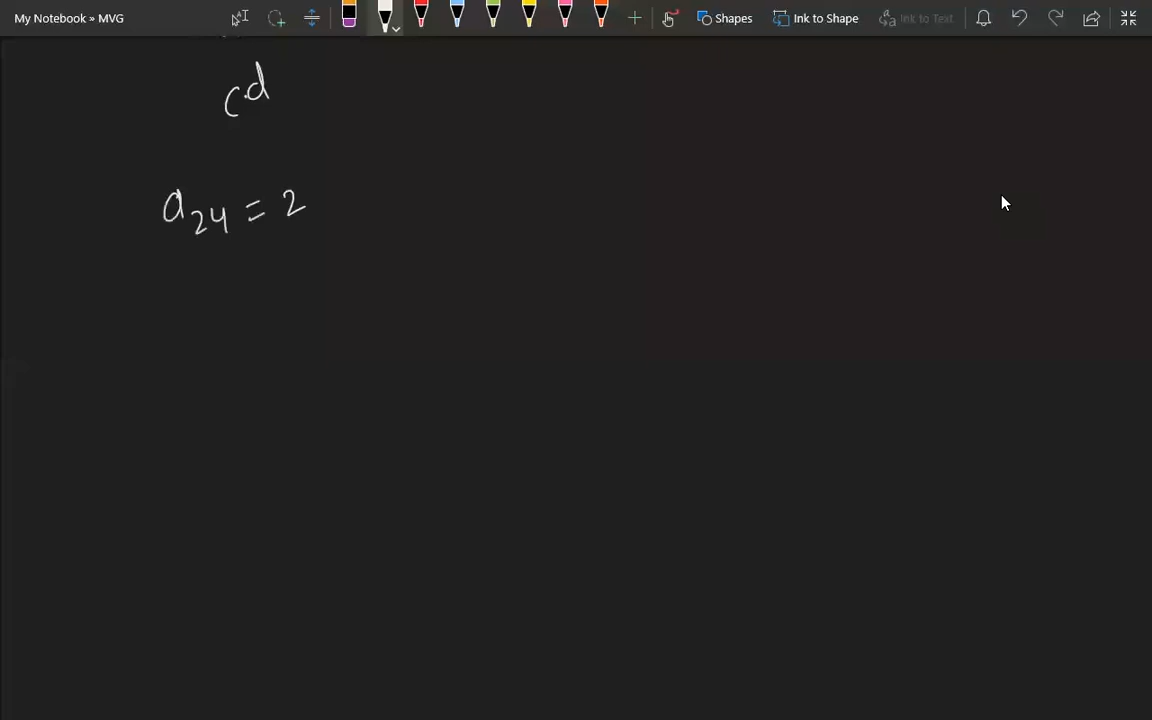 My Notebook » MVG
Shapes
Ink to Shape
Ink to Text
cd
a₂₄ = 2